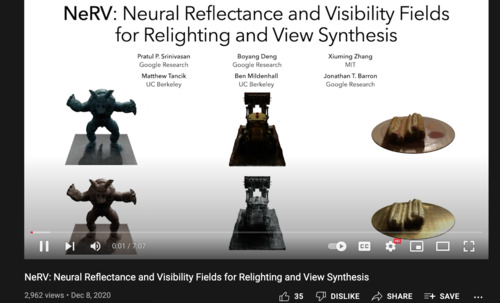 NeRV: Neural Reflectance and Visibility Fields
for Relighting and View Synthesis
Pratul P. Srinivasan Boyang Deng Xiuming Zhang
Google Research Google Research MIT
Matthew Tancik Ben Mildenhall Jonathan T. Barron
UC Berkeley UC Berkeley Google Research
0:01 / 7:07
CC
NeRV: Neural Reflectance and Visibility Fields for Relighting and View Synthesis
2,962 views • Dec 8, 2020
35 DISLIKE SHARE SAVE